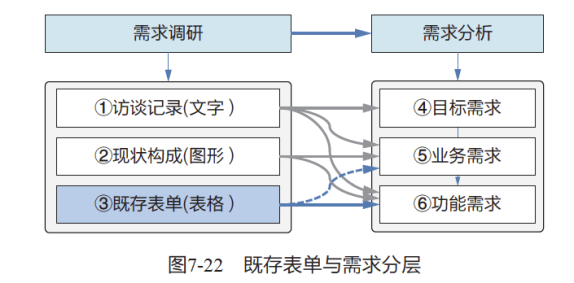 需求调研
需求分析
①访谈记录(文字)
④目标需求
②现状构成(图形)
⑤业务需求
③既存表单(表格)
⑥功能需求
图7-22 既存表单与需求分层